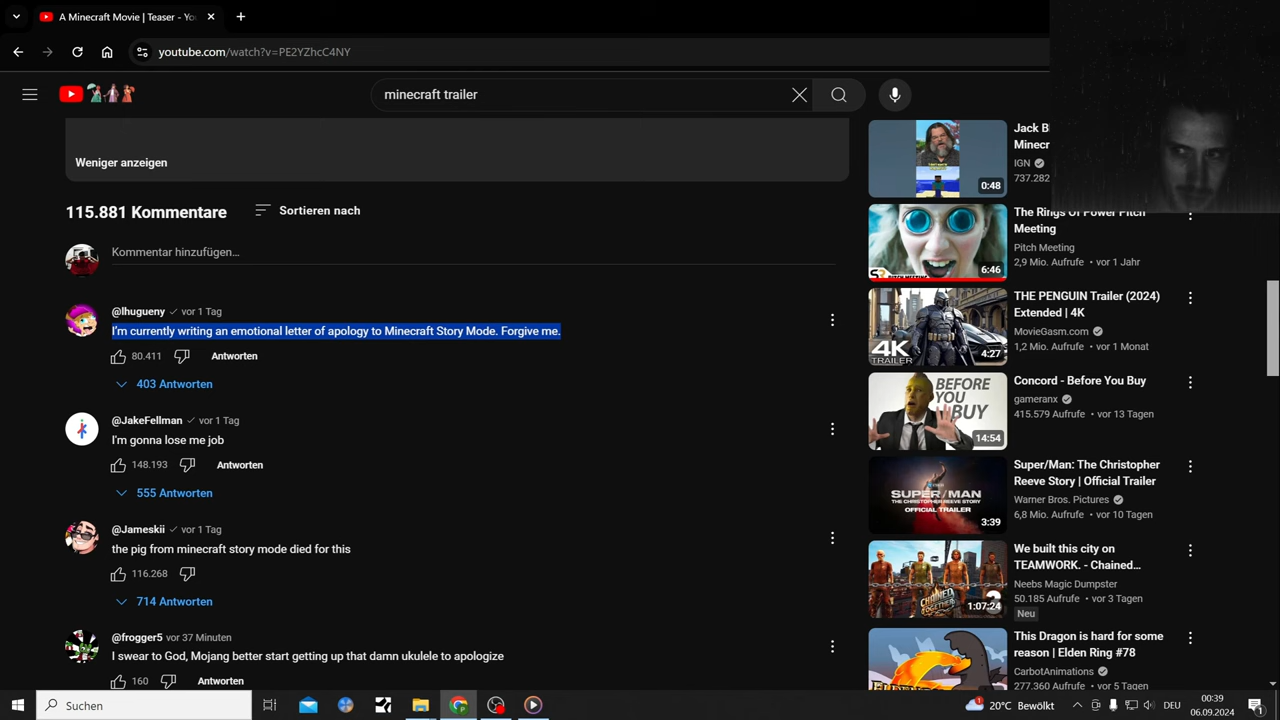 A Minecraft Movie | Teaser - Yo
youtube.com/watch?v=PE2YZhcC4NY
minecraft trailer
Weniger anzeigen
115.881 Kommentare
Sortieren nach
Kommentar hinzufügen...
@lhugueny vor 1 Tag
I'm currently writing an emotional letter of apology to Minecraft Story Mode. Forgive me.
80.411 Antworten
403 Antworten
@JakeFellman vor 1 Tag
I'm gonna lose me job
148.193 Antworten
555 Antworten
@Jameskii vor 1 Tag
the pig from minecraft story mode died for this
116.268
714 Antworten
@frogger5 vor 37 Minuten
I swear to God, Mojang better start getting up that damn ukulele to apologize
160 Antworten
Jack B
Minecr
IGN
737.282
0:48
The Rings Of Power Pitch
Meeting
Pitch Meeting
2,9 Mio. Aufrufe • vor 1 Jahr
6:46
THE PENGUIN Trailer (2024)
Extended | 4K
MovieGasm.com
1,2 Mio. Aufrufe • vor 1 Monat
4K
TRAILER
4:27
Concord - Before You Buy
gameranx
415.579 Aufrufe • vor 13 Tagen
BEFORE
YOU
BUY
14:54
Super/Man: The Christopher
Reeve Story | Official Trailer
Warner Bros. Pictures
6,8 Mio. Aufrufe • vor 10 Tagen
SUPER/MAN
THE CHRISTOPHER REEVE STORY
OFFICIAL TRAILER
3:39
We built this city on
TEAMWORK. - Chained...
Neebs Magic Dumpster
50.185 Aufrufe • vor 3 Tagen
Neu
CHAINED
TOGETHER
1:07:24
This Dragon is hard for some
reason | Elden Ring #78
CarbotAnimations
277.360 Aufrufe • vor 5 Tagen
Suchen
20°C Bewölkt
DEU
00:39
06.09.2024
1